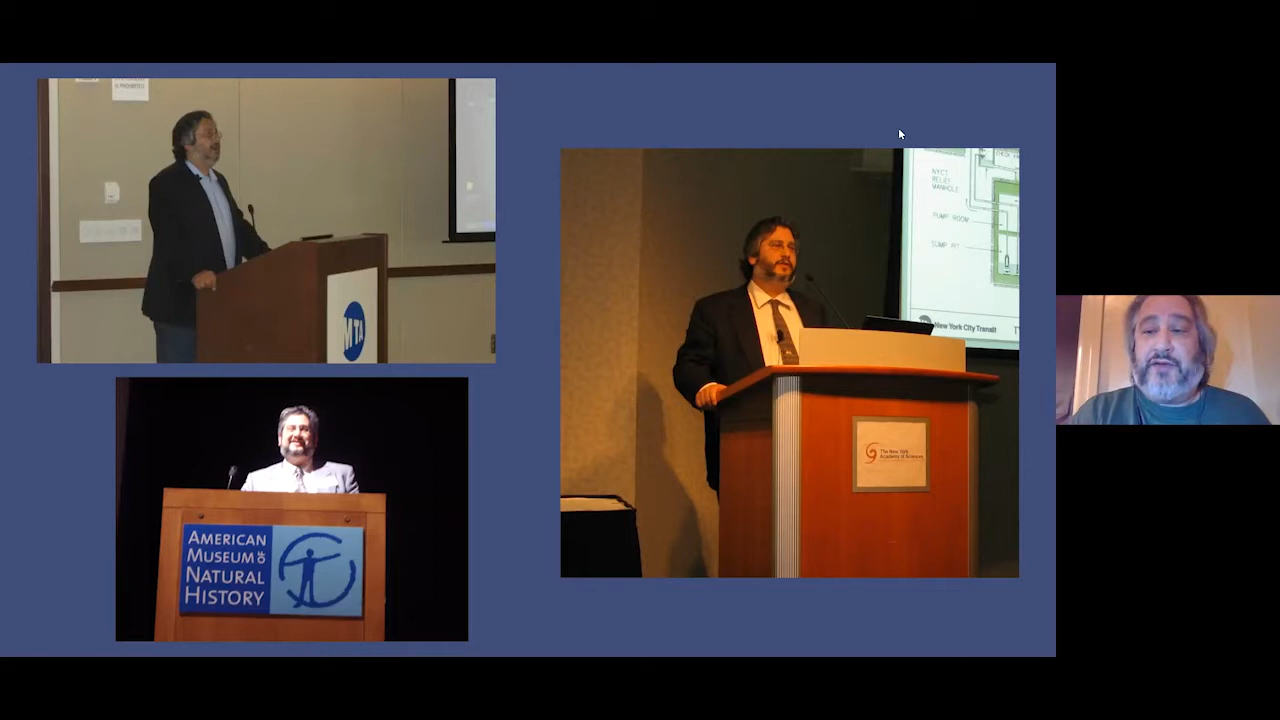 MTA
AMERICAN
MUSEUM OF
NATURAL
HISTORY
NYCT
RELIEF
MANHOLE
PUMP ROOM
SUMP PIT
New York City Transit
The New York
Academy of Sciences